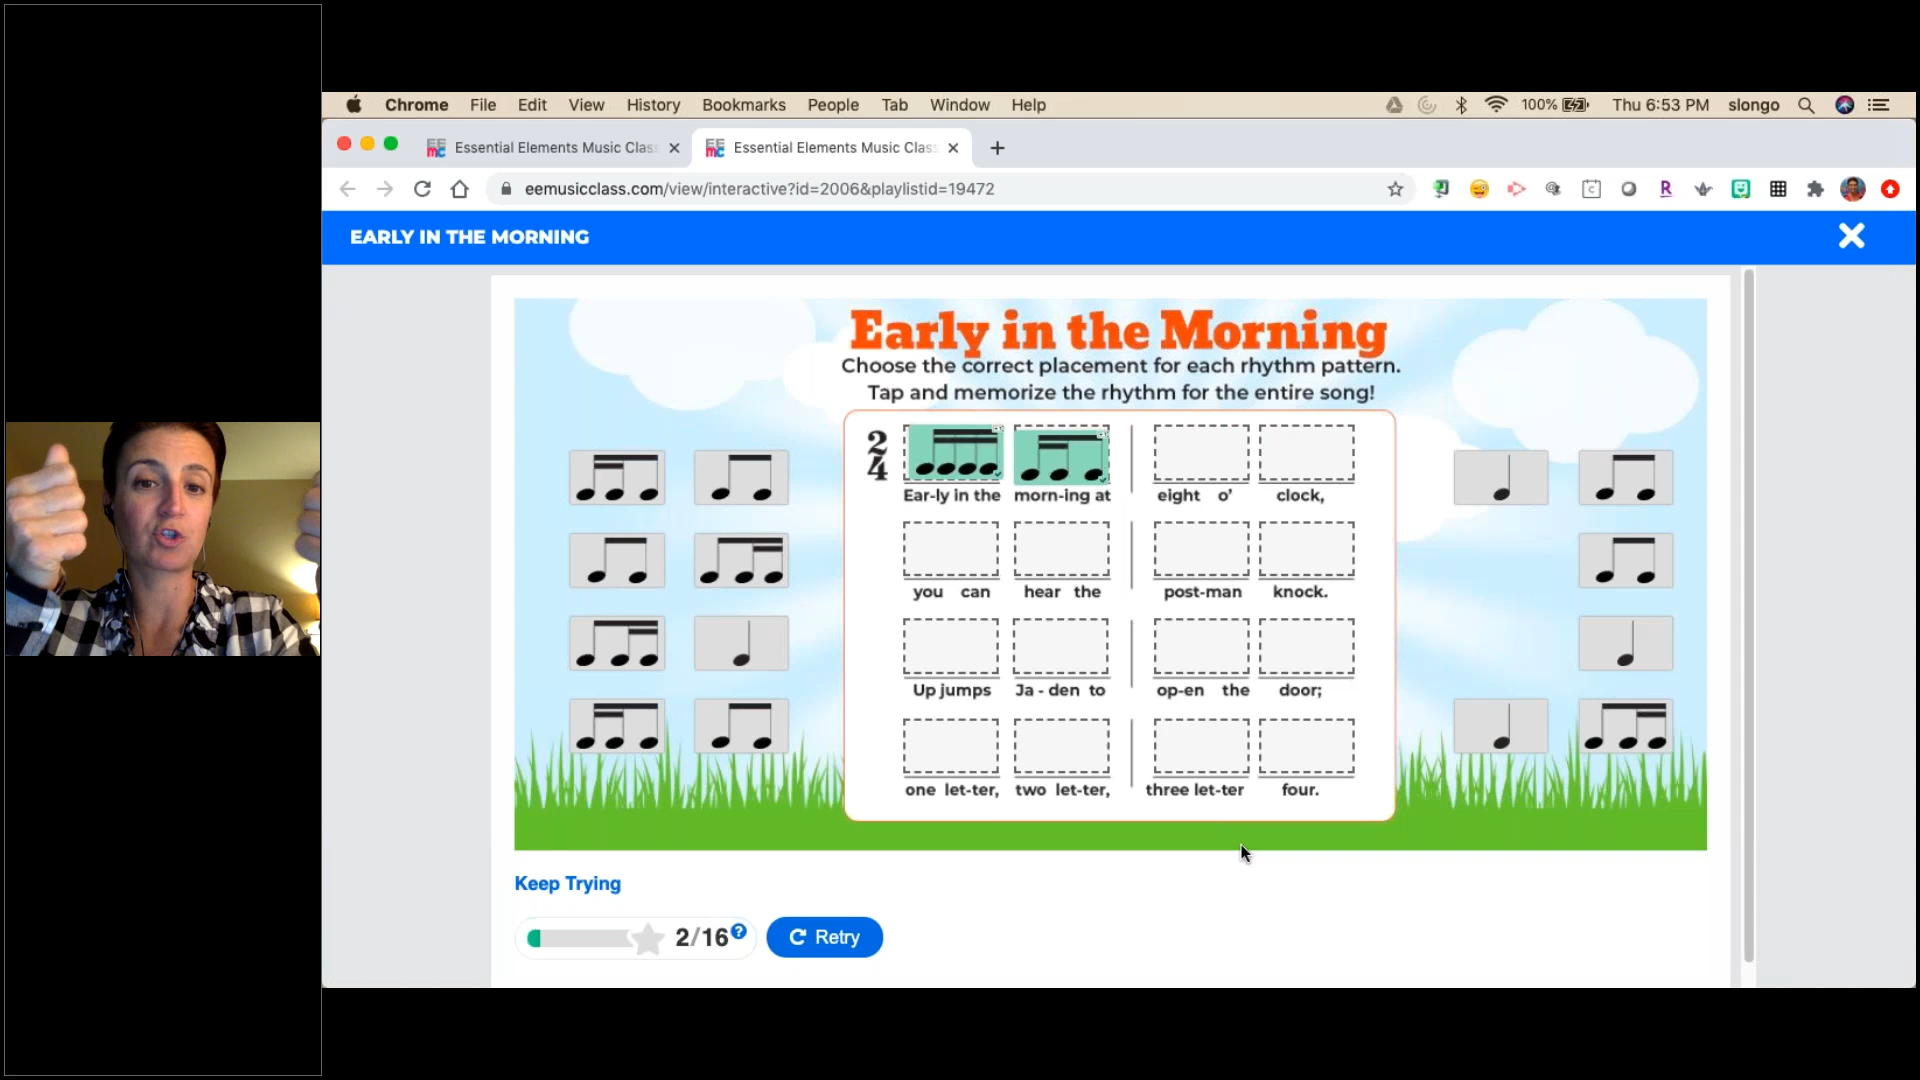 Chrome File Edit View History Bookmarks People Tab Window Help 100% Thu 6:53 PM slongo
Essential Elements Music Clas Essential Elements Music Clas
eemusicclass.com/view/interactive?id=2006&playlistid=19472
EARLY IN THE MORNING
Early in the Morning
Choose the correct placement for each rhythm pattern.
Tap and memorize the rhythm for the entire song!
2
4
Ear-ly in the morn-ing at eight o' clock,
you can hear the post-man knock.
Up jumps Ja - den to op-en the door;
one let-ter, two let-ter, three let-ter four.
Keep Trying
2/16 ? Retry